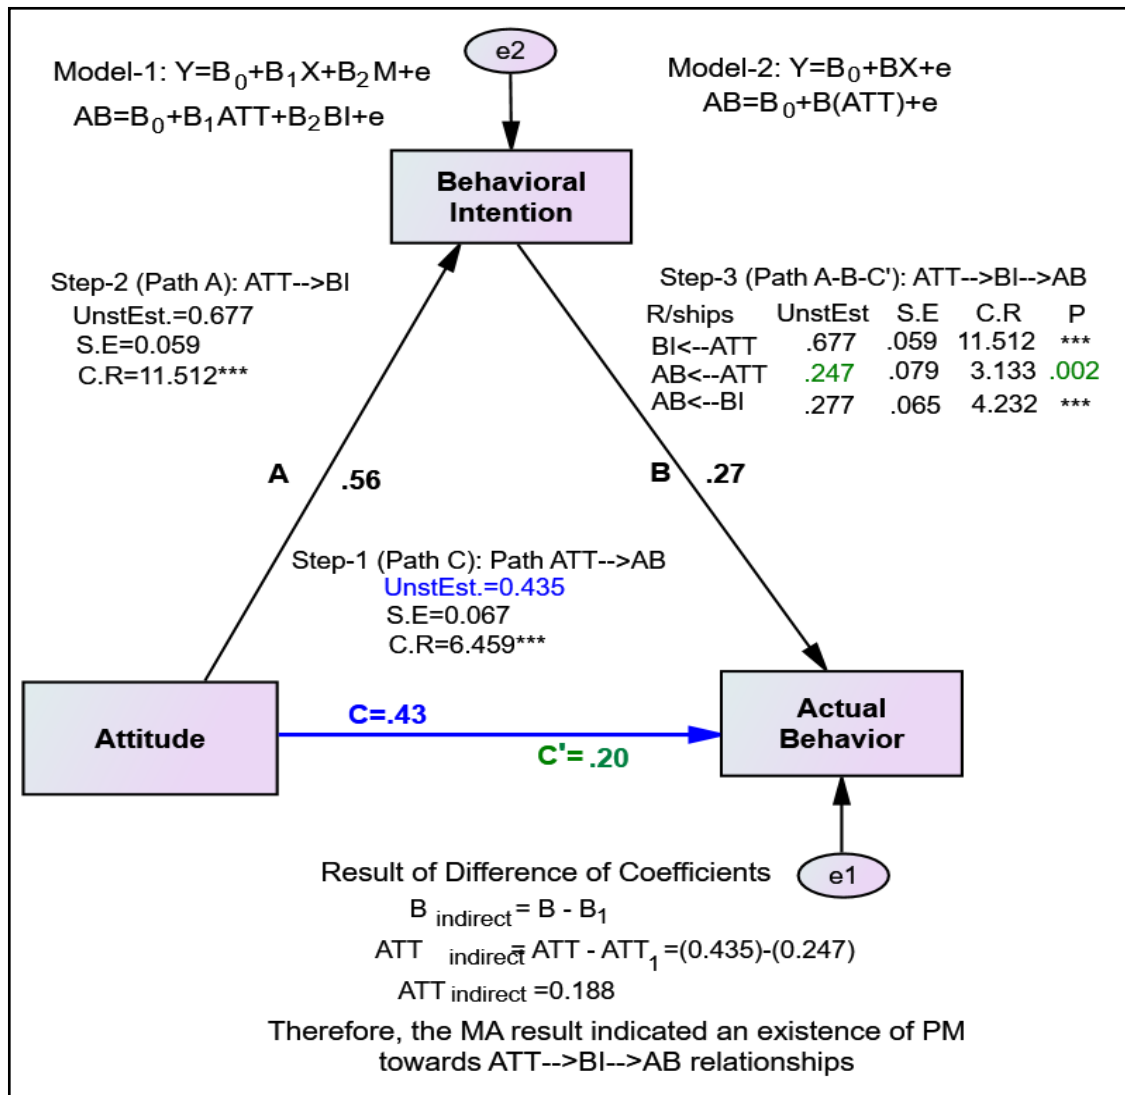 e2
Model-1: Y=B0+B1X+B2M+e
AB=B0+B1ATT+B2BI+e
Model-2: Y=B0+BX+e
AB=B0+B(ATT)+e
Behavioral
Intention
Step-2 (Path A): ATT-->BI
UnstEst.=0.677
S.E=0.059
C.R=11.512***
Step-3 (Path A-B-C'): ATT-->BI-->AB
R/ships UnstEst S.E C.R P
BI<--ATT .677 .059 11.512 ***
AB<--ATT .247 .079 3.133 .002
AB<--BI .277 .065 4.232 ***
A .56
B .27
Step-1 (Path C): Path ATT-->AB
UnstEst.=0.435
S.E=0.067
C.R=6.459***
Attitude
C=.43
C'= .20
Actual
Behavior
e1
Result of Difference of Coefficients
B indirect = B - B1
ATT indirect = ATT - ATT1 =(0.435)-(0.247)
ATT indirect =0.188
Therefore, the MA result indicated an existence of PM
towards ATT-->BI-->AB relationships